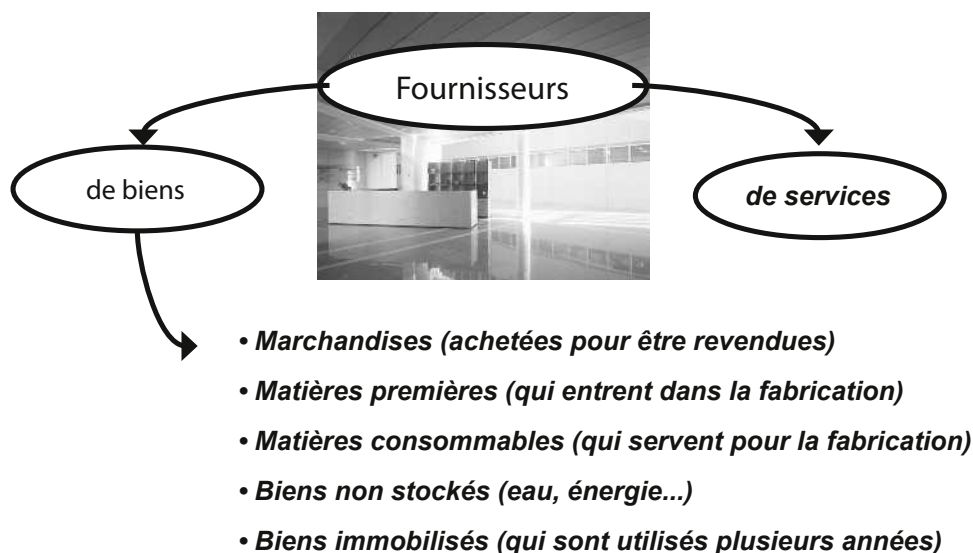 Fournisseurs
de biens
de services
• Marchandises (achetées pour être revendues)
• Matières premières (qui entrent dans la fabrication)
• Matières consommables (qui servent pour la fabrication)
• Biens non stockés (eau, énergie...)
• Biens immobilisés (qui sont utilisés plusieurs années)